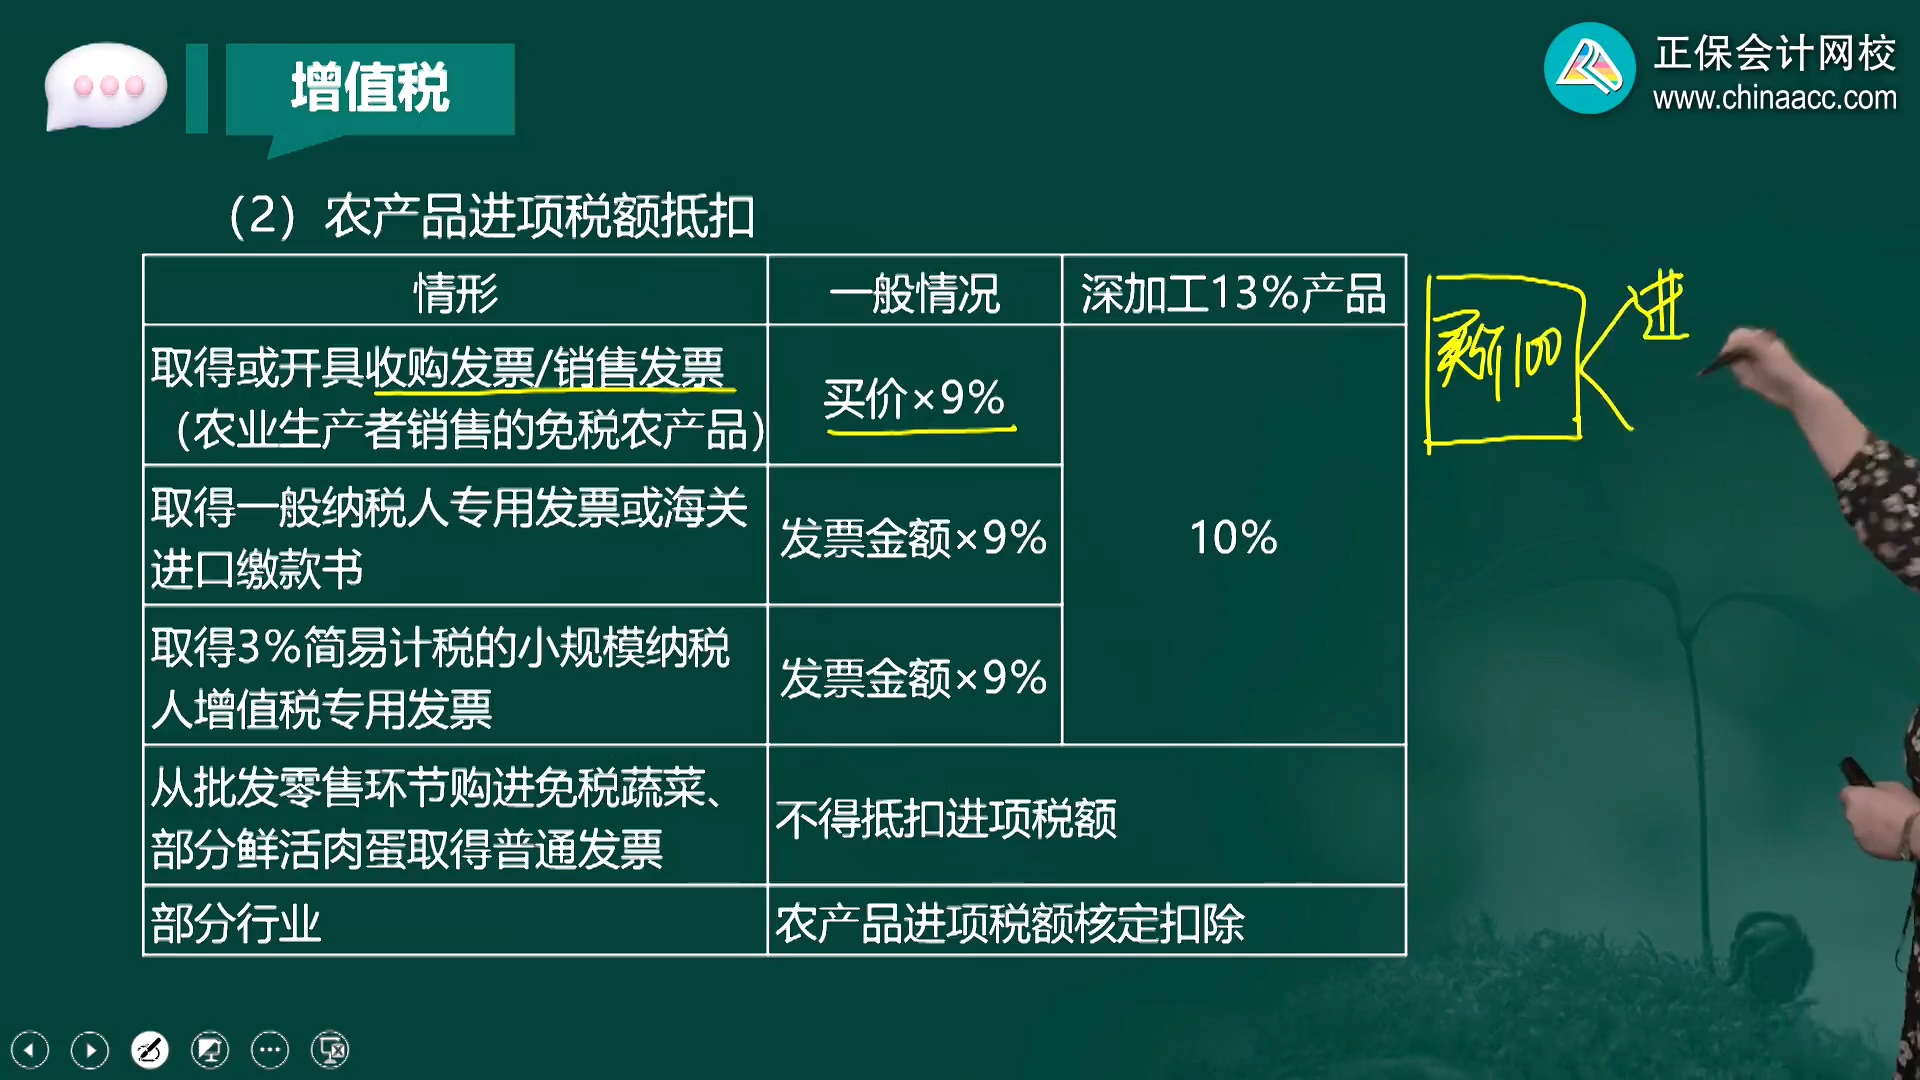 增值税
正保会计网校
www.chinaacc.com
（2）农产品进项税额抵扣
情形
一般情况
深加工13%产品
取得或开具收购发票/销售发票
（农业生产者销售的免税农产品）
买价×9%
10%
取得一般纳税人专用发票或海关
进口缴款书
发票金额×9%
取得3%简易计税的小规模纳税
人增值税专用发票
发票金额×9%
从批发零售环节购进免税蔬菜、
部分鲜活肉蛋取得普通发票
不得抵扣进项税额
部分行业
农产品进项税额核定扣除
买价100
进